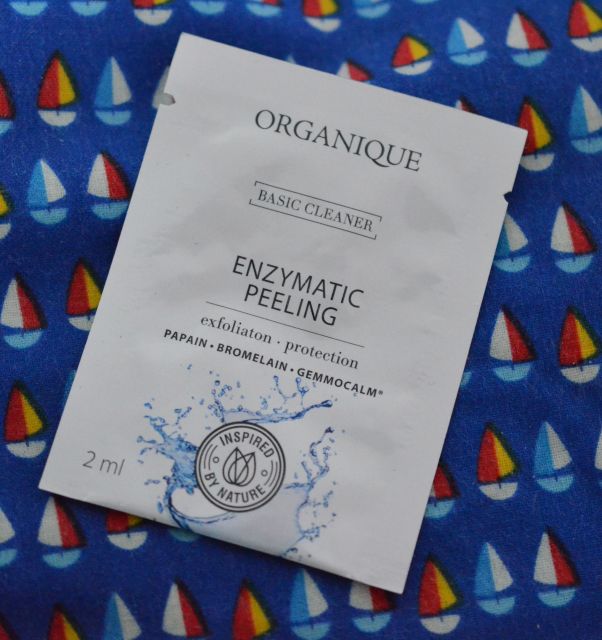 ORGANIQUE
BASIC CLEANER
ENZYMATIC
PEELING
exfoliaton · protection
PAPAIN · BROMELAIN · GEMMOCALM®
INSPIRED
BY NATURE
2 ml